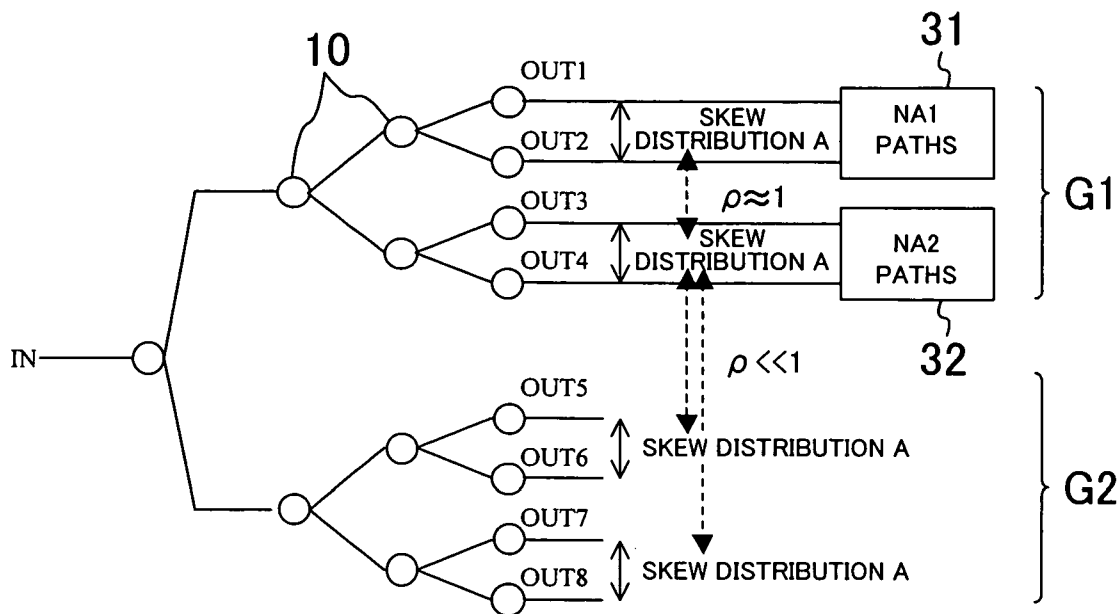 10
31
OUT1
SKEW
DISTRIBUTION A
NA1
PATHS
OUT2
ρ≈1
G1
OUT3
SKEW
DISTRIBUTION A
NA2
PATHS
OUT4
32
IN
ρ<<1
OUT5
SKEW DISTRIBUTION A
OUT6
G2
OUT7
SKEW DISTRIBUTION A
OUT8